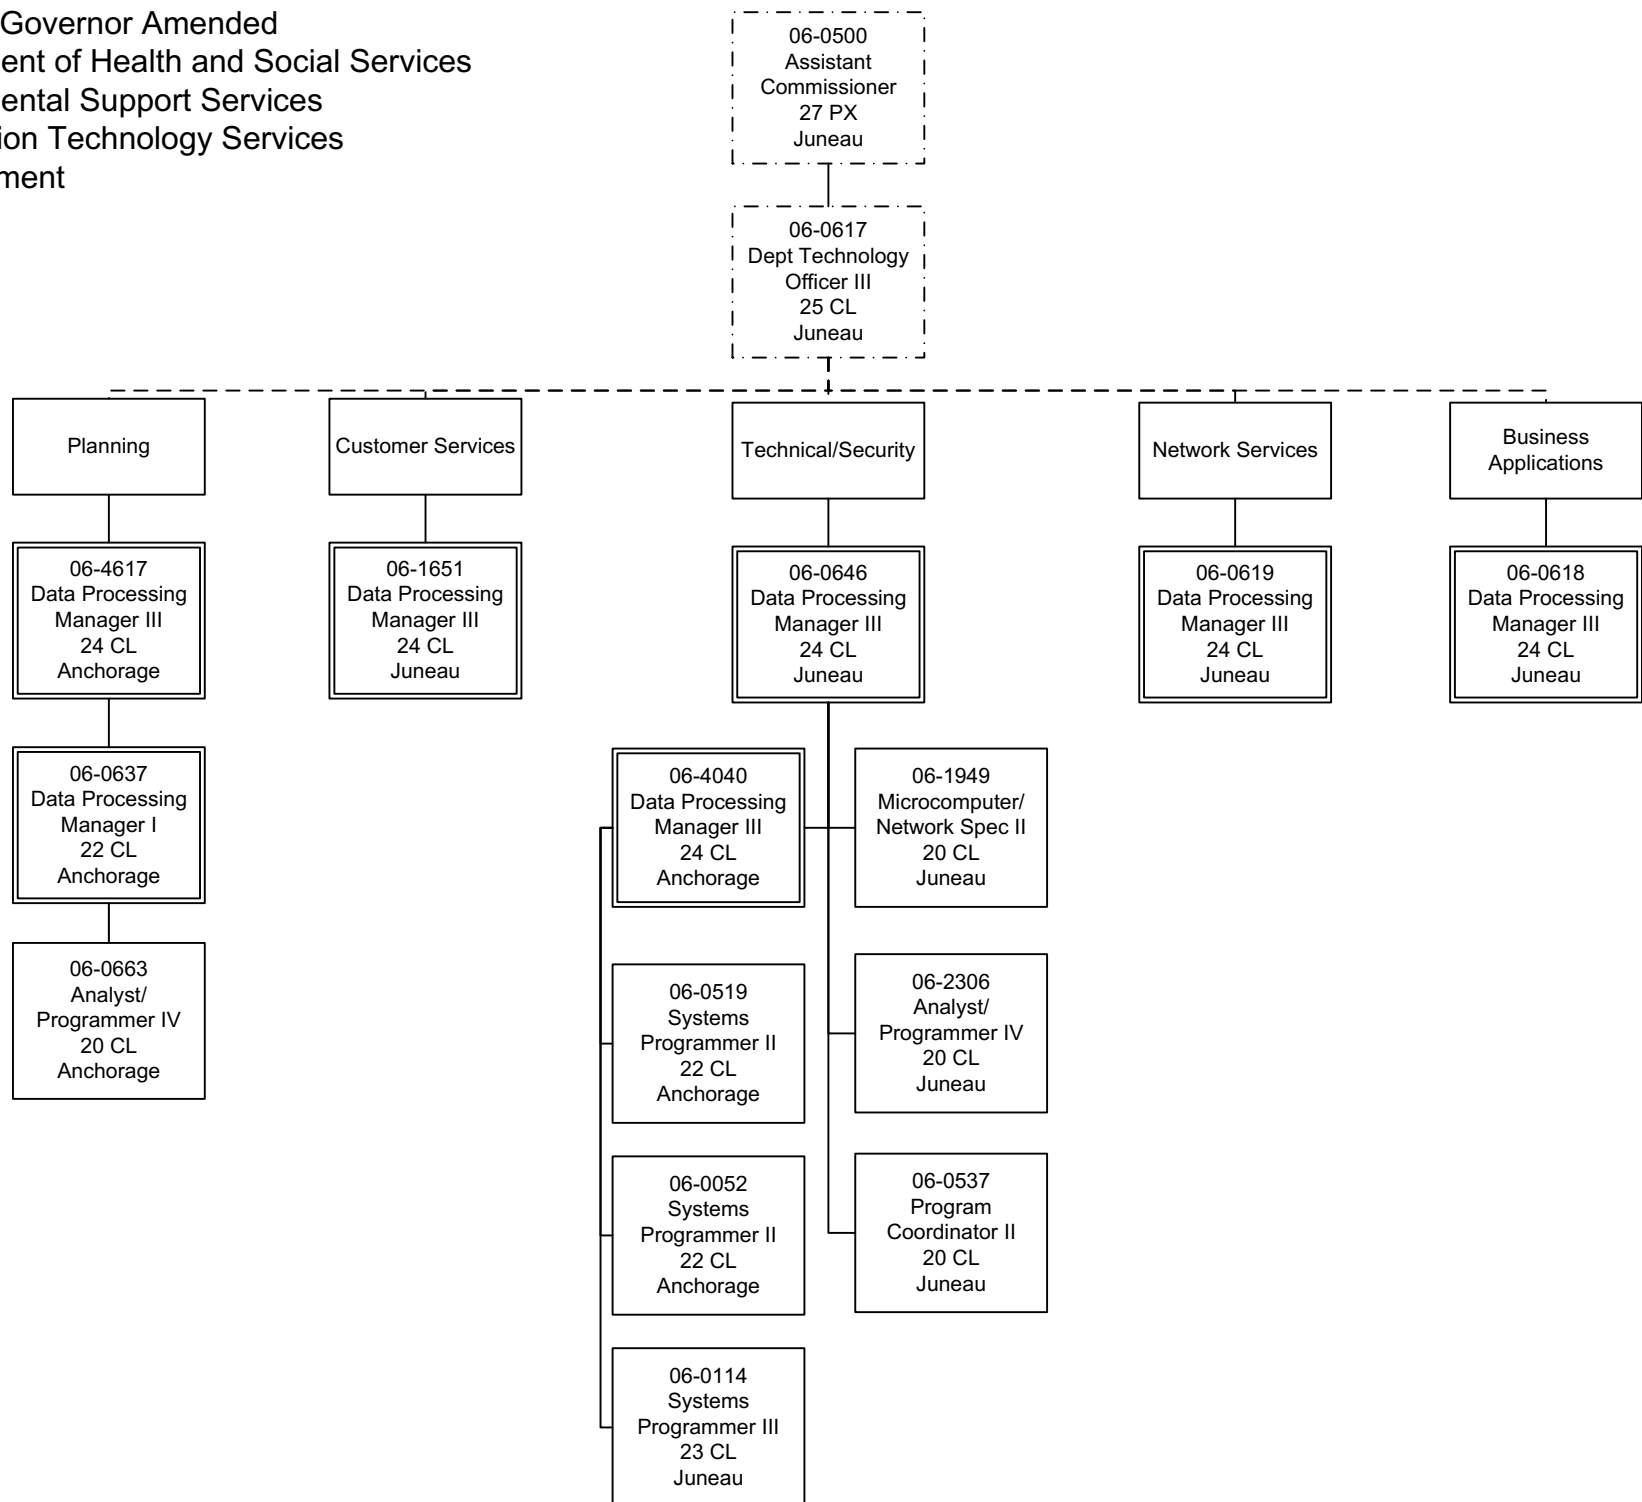 Governor Amended
ent of Health and Social Services
ental Support Services
ion Technology Services
ment
06-0500
Assistant
Commissioner
27 PX
Juneau
06-0617
Dept Technology
Officer III
25 CL
Juneau
Planning
Customer Services
Technical/Security
Network Services
Business
Applications
06-4617
Data Processing
Manager III
24 CL
Anchorage
06-1651
Data Processing
Manager III
24 CL
Juneau
06-0646
Data Processing
Manager III
24 CL
Juneau
06-0619
Data Processing
Manager III
24 CL
Juneau
06-0618
Data Processing
Manager III
24 CL
Juneau
06-0637
Data Processing
Manager I
22 CL
Anchorage
06-4040
Data Processing
Manager III
24 CL
Anchorage
06-1949
Microcomputer/
Network Spec II
20 CL
Juneau
06-0663
Analyst/
Programmer IV
20 CL
Anchorage
06-0519
Systems
Programmer II
22 CL
Anchorage
06-2306
Analyst/
Programmer IV
20 CL
Juneau
06-0052
Systems
Programmer II
22 CL
Anchorage
06-0537
Program
Coordinator II
20 CL
Juneau
06-0114
Systems
Programmer III
23 CL
Juneau